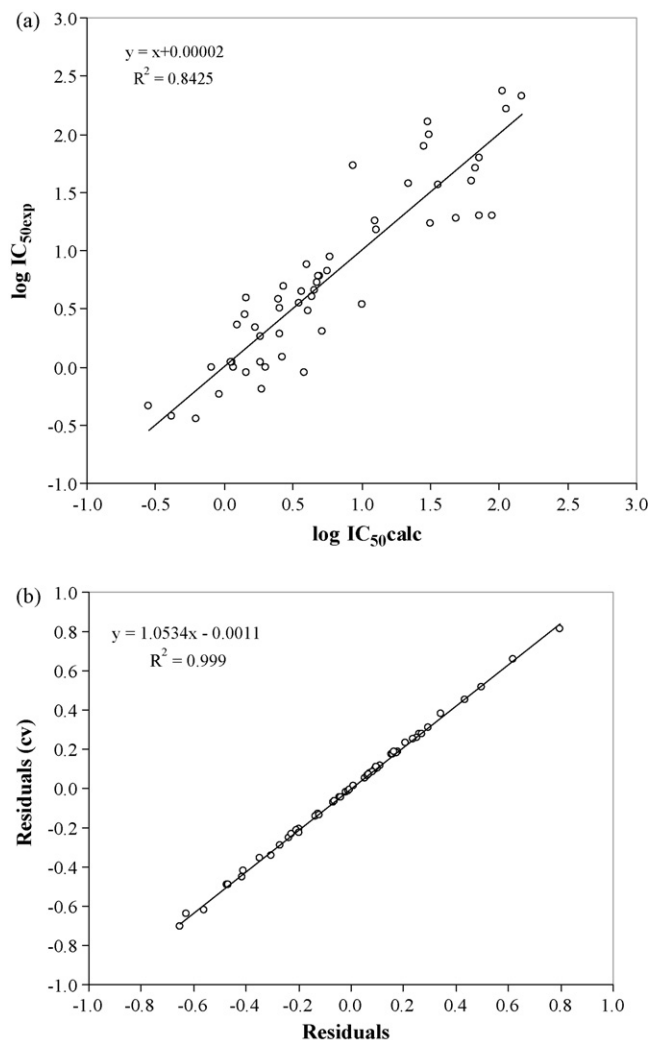 (a)
3.0
y = x+0.00002
R² = 0.8425
2.5
2.0
1.5
1.0
0.5
0.0
-0.5
-1.0
log IC50exp
-1.0 -0.5 0.0 0.5 1.0 1.5 2.0 2.5 3.0
log IC50calc
(b)
1.0
y = 1.0534x - 0.0011
R² = 0.999
0.8
0.6
0.4
0.2
0.0
-0.2
-0.4
-0.6
-0.8
-1.0
Residuals (cv)
-1.0 -0.8 -0.6 -0.4 -0.2 0.0 0.2 0.4 0.6 0.8 1.0
Residuals